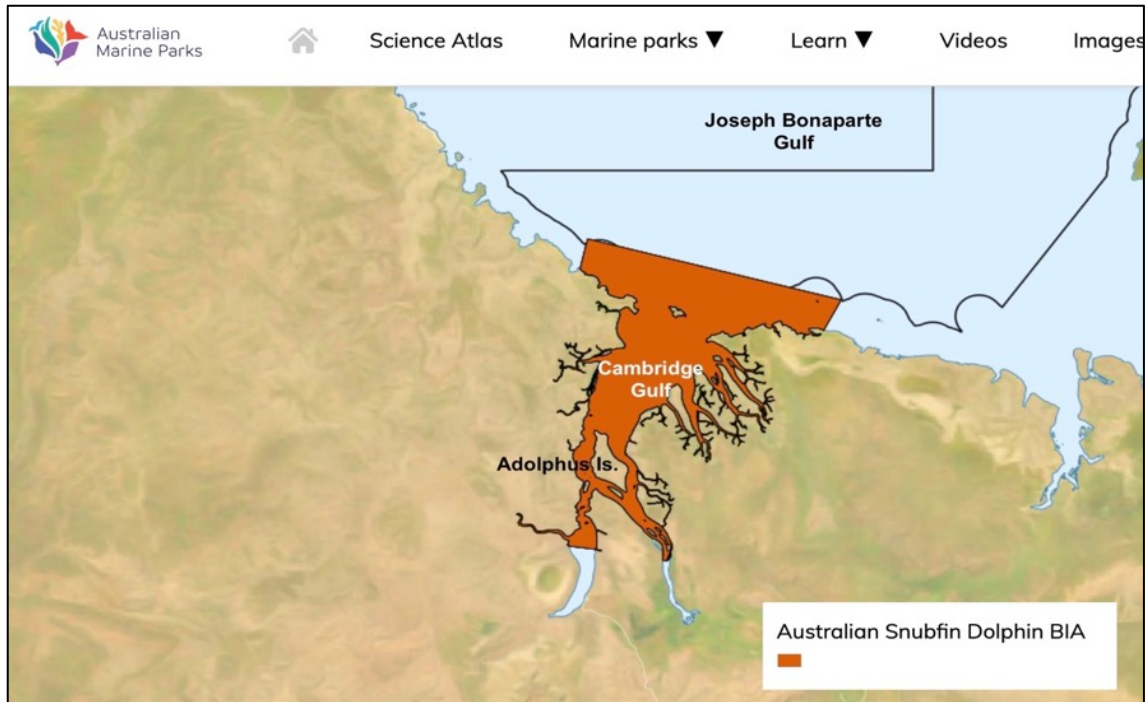 Australian
Marine Parks
Science Atlas
Marine parks ▼
Learn ▼
Videos
Images
Joseph Bonaparte
Gulf
Cambridge
Gulf
Adolphus Is.
Australian Snubfin Dolphin BIA